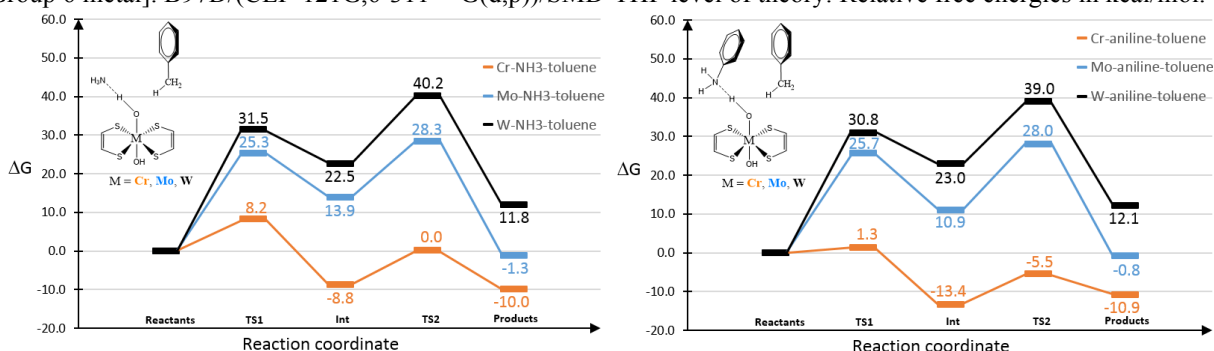 Group 6 metal]. B97D/(CEP-121G,6-311++G(d,p))/SMD-THF level of theory. Relative free energies in kcal/mol.
60.0
50.0
40.0
30.0
20.0
10.0
0.0
-10.0
-20.0
ΔG
H₃N
H
O
H
CH₂
S
S
M
S
S
OH
M = Cr, Mo, W
Cr-NH3-toluene
Mo-NH3-toluene
W-NH3-toluene
31.5
25.3
8.2
22.5
13.9
-8.8
40.2
28.3
0.0
11.8
-1.3
-10.0
Reactants TS1 Int TS2 Products
Reaction coordinate
60.0
50.0
40.0
30.0
20.0
10.0
0.0
-10.0
-20.0
ΔG
H
N
H
H
O
H
CH₂
S
S
M
S
S
OH
M = Cr, Mo, W
Cr-aniline-toluene
Mo-aniline-toluene
W-aniline-toluene
30.8
25.7
1.3
23.0
10.9
-13.4
39.0
28.0
-5.5
12.1
-0.8
-10.9
Reactants TS1 Int TS2 Products
Reaction coordinate